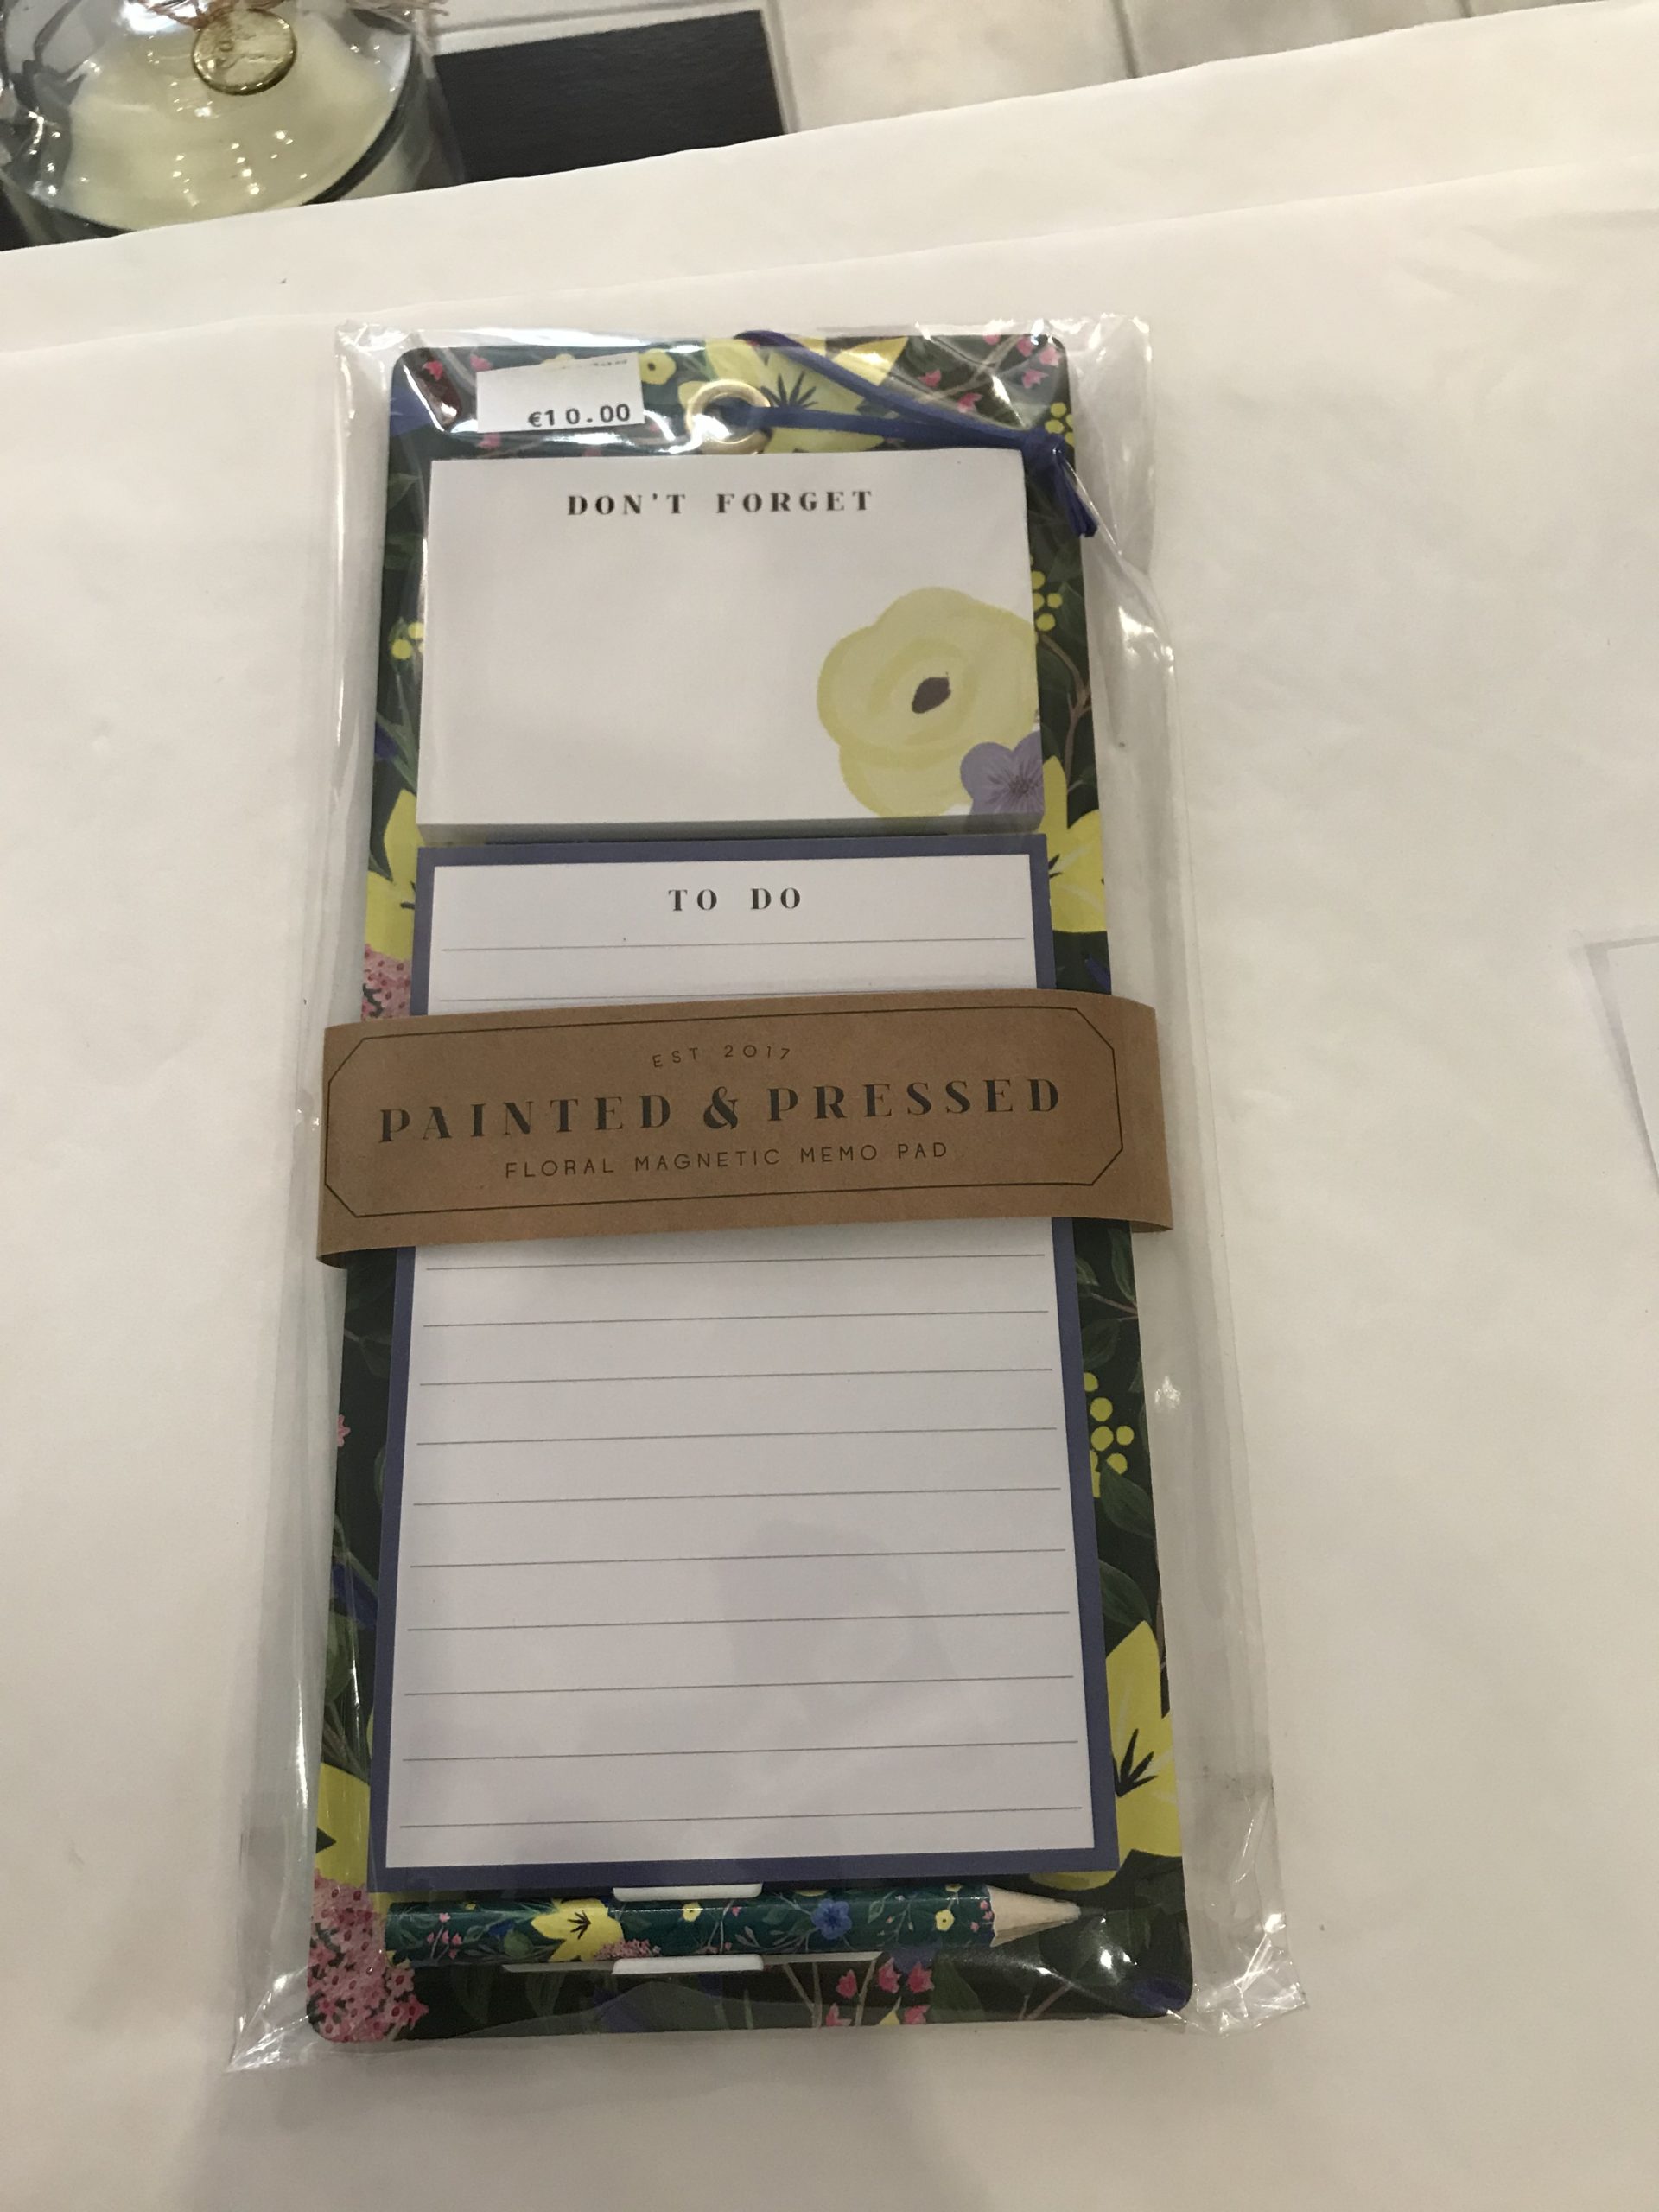 €10.00
DON'T FORGET
TO DO
EST 2017
PAINTED & PRESSED
FLORAL MAGNETIC MEMO PAD